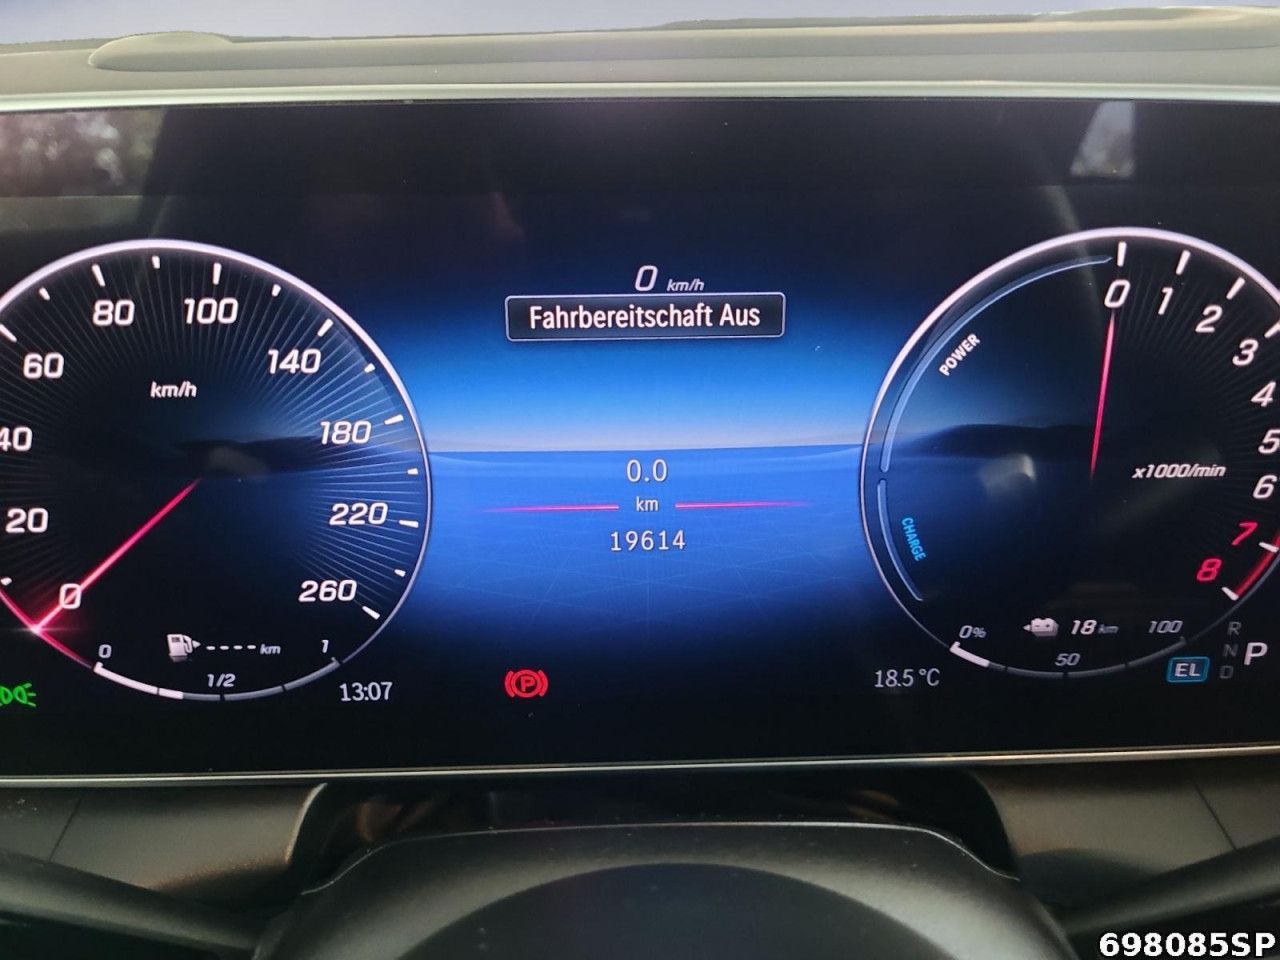 0 km/h
Fahrbereitschaft Aus
0.0
km
19614
0
20
40
60
80
100
140
180
220
260
km/h
0
1/2
1
---- km
13:07
P
POWER
CHARGE
0
1
2
3
4
5
6
7
8
x1000/min
0%
50
100
18 km
18.5 °C
EL
R
N
D
P
698085SP